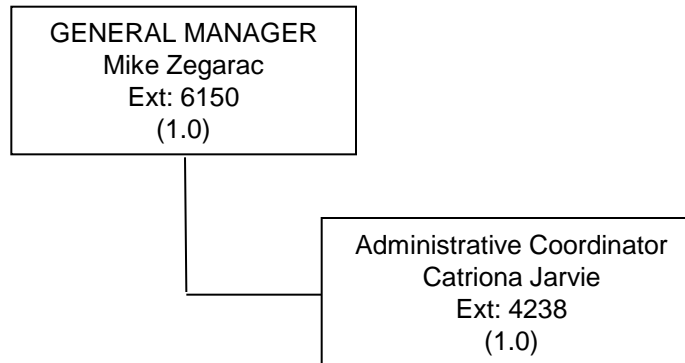 GENERAL MANAGER
Mike Zegarac
Ext: 6150
(1.0)
Administrative Coordinator
Catriona Jarvie
Ext: 4238
(1.0)